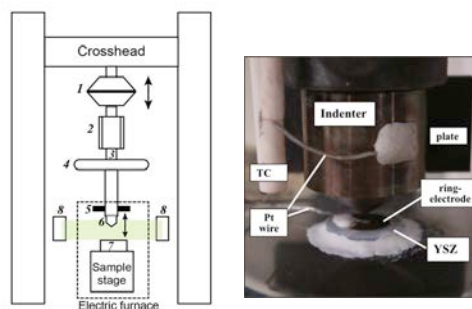 Crosshead
1
2
3
4
5
6
7
8
8
Sample
stage
Electric furnace
Indenter
plate
TC
ring-
electrode
Pt
wire
YSZ